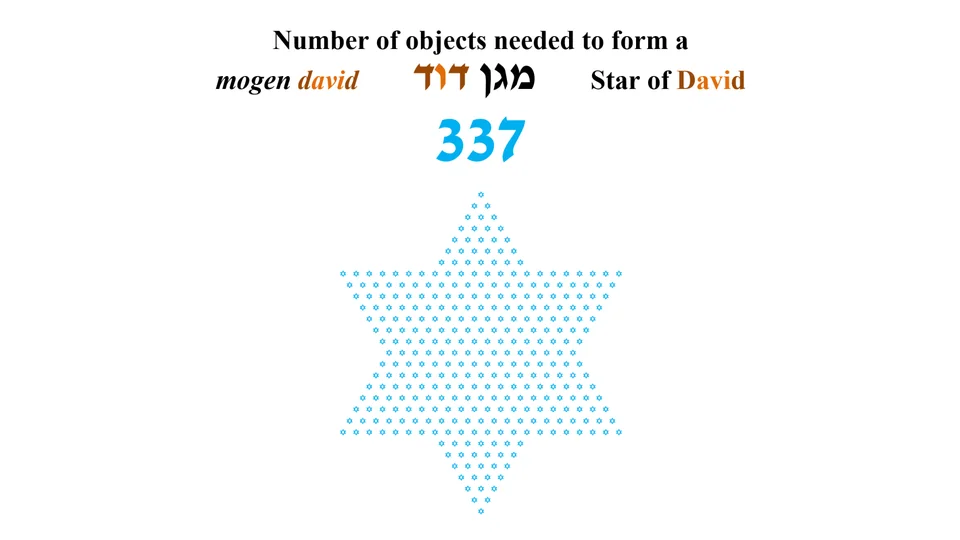 Number of objects needed to form a
mogen david מגן דוד Star of David
337